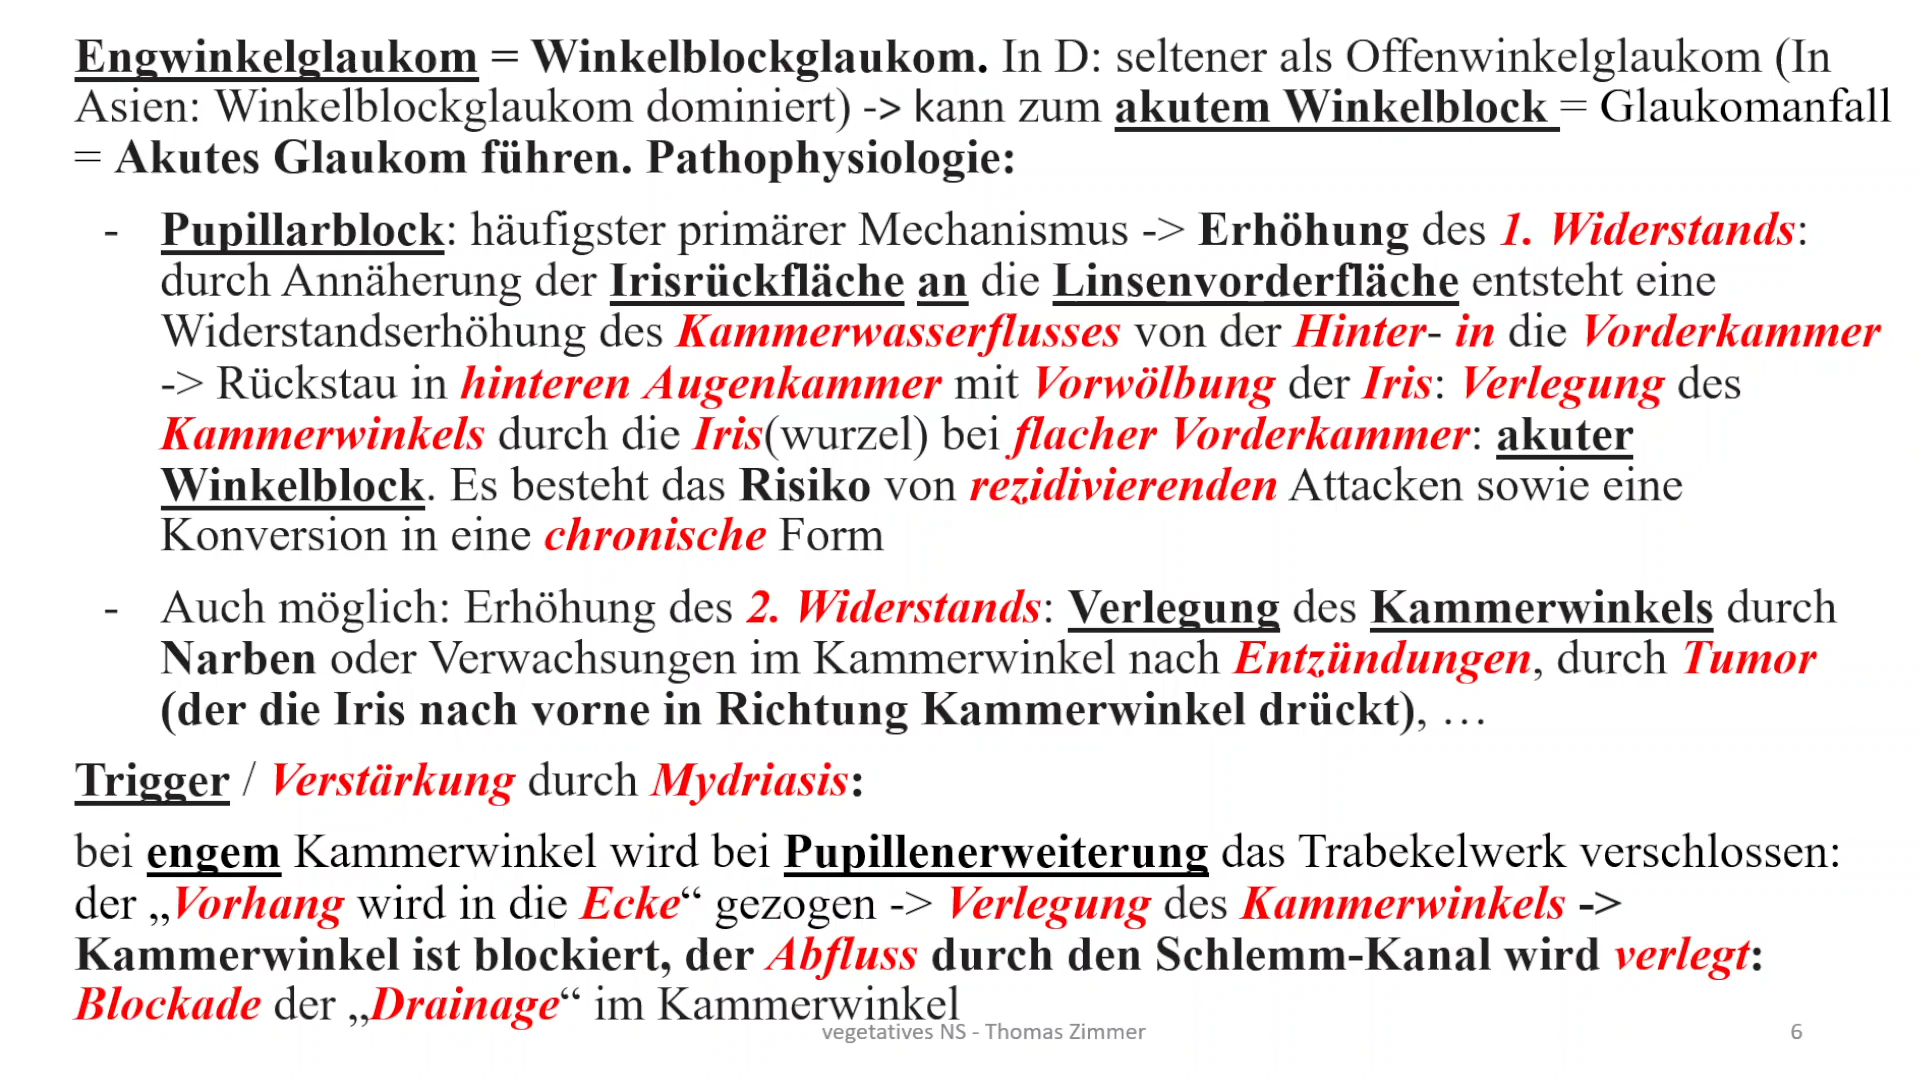 Engwinkelglaukom = Winkelblockglaukom. In D: seltener als Offenwinkelglaukom (In
Asien: Winkelblockglaukom dominiert) -> kann zum akutem Winkelblock = Glaukomanfall
= Akutes Glaukom führen. Pathophysiologie:
- Pupillarblock: häufigster primärer Mechanismus -> Erhöhung des 1. Widerstands:
durch Annäherung der Irisrückfläche an die Linsenvorderfläche entsteht eine
Widerstandserhöhung des Kammerwasserflusses von der Hinter- in die Vorderkammer
-> Rückstau in hinteren Augenkammer mit Vorwölbung der Iris: Verlegung des
Kammerwinkels durch die Iris(wurzel) bei flacher Vorderkammer: akuter
Winkelblock. Es besteht das Risiko von rezidivierenden Attacken sowie eine
Konversion in eine chronische Form
- Auch möglich: Erhöhung des 2. Widerstands: Verlegung des Kammerwinkels durch
Narben oder Verwachsungen im Kammerwinkel nach Entzündungen, durch Tumor
(der die Iris nach vorne in Richtung Kammerwinkel drückt), …
Trigger / Verstärkung durch Mydriasis:
bei engem Kammerwinkel wird bei Pupillenerweiterung das Trabekelwerk verschlossen:
der „Vorhang wird in die Ecke“ gezogen -> Verlegung des Kammerwinkels ->
Kammerwinkel ist blockiert, der Abfluss durch den Schlemm-Kanal wird verlegt:
Blockade der „Drainage“ im Kammerwinkel
vegetatives NS - Thomas Zimmer
6